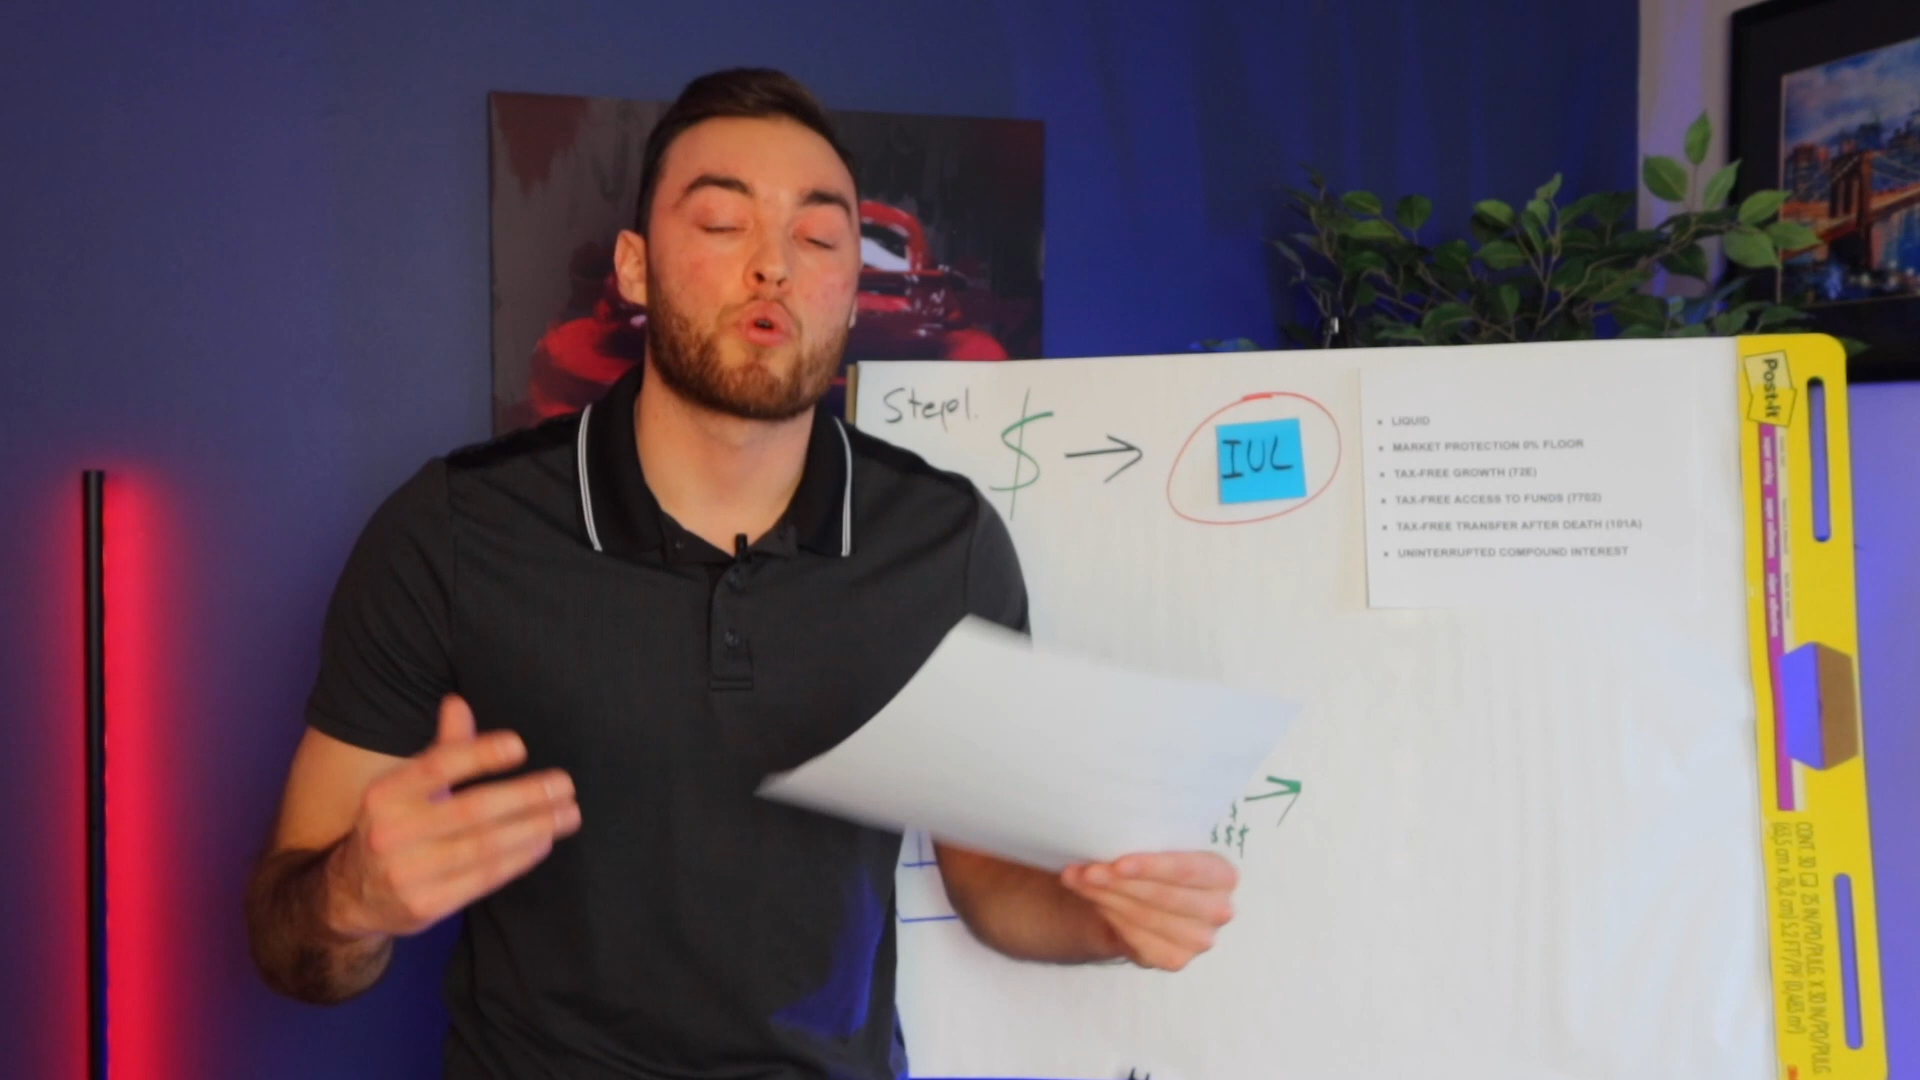 Step 1.
$
IUL
LIQUID
MARKET PROTECTION 0% FLOOR
TAX-FREE GROWTH (72E)
TAX-FREE ACCESS TO FUNDS (7702)
TAX-FREE TRANSFER AFTER DEATH (101A)
UNINTERRUPTED COMPOUND INTEREST
$
$$$
Post-it